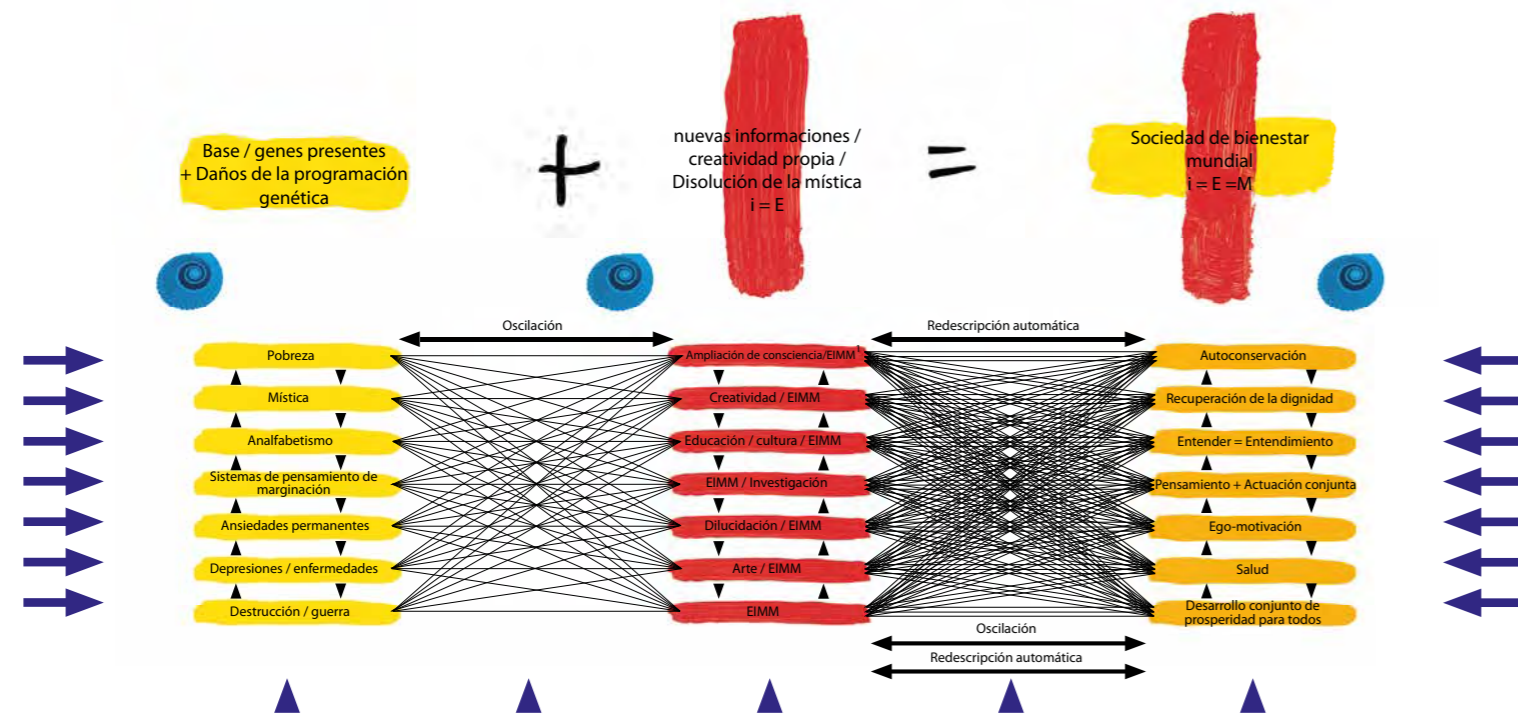 Base / genes presentes
+ Daños de la programación
genética
+
nuevas informaciones /
creatividad propia /
Disolución de la mística
i = E
=
Sociedad de bienestar
mundial
i = E =M
Oscilación
Redescripción automática
Pobreza
Ampliación de consciencia/EIMM¹
Autoconservación
Mística
Creatividad / EIMM
Recuperación de la dignidad
Analfabetismo
Educación / cultura / EIMM
Entender = Entendimiento
Sistemas de pensamiento de
marginación
EIMM / Investigación
Pensamiento + Actuación conjunta
Ansiedades permanentes
Dilucidación / EIMM
Ego-motivación
Depresiones / enfermedades
Arte / EIMM
Salud
Destrucción / guerra
EIMM
Desarrollo conjunto de
prosperidad para todos
Oscilación
Redescripción automática